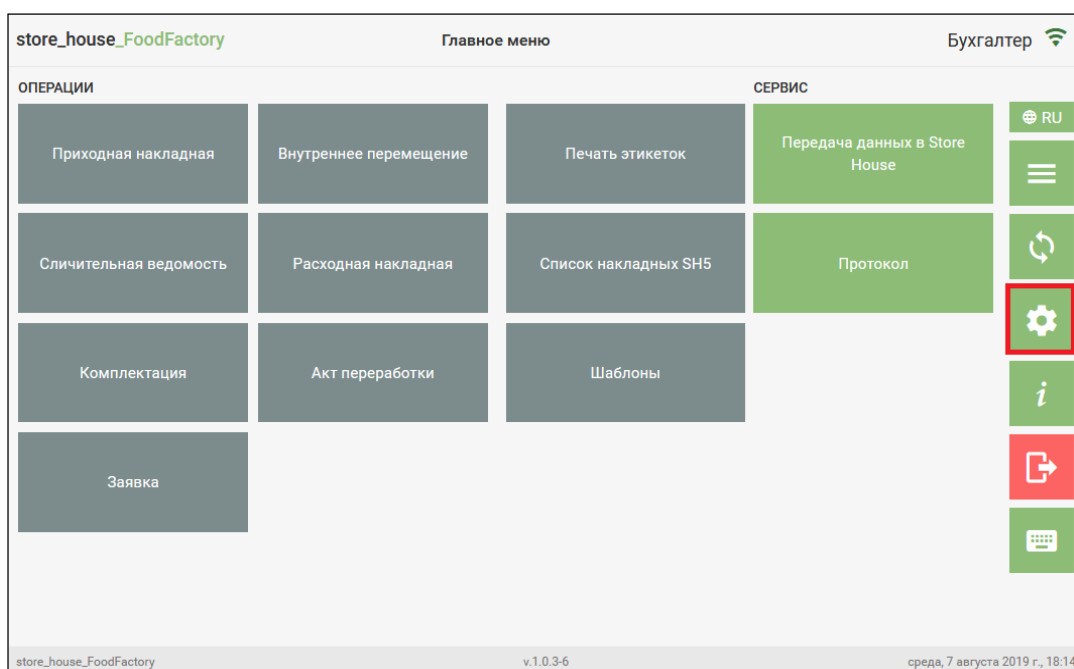 store_house_FoodFactory
Главное меню
Бухгалтер
ОПЕРАЦИИ
СЕРВИС
RU
Приходная накладная
Внутреннее перемещение
Печать этикеток
Передача данных в Store
House
Сличительная ведомость
Расходная накладная
Список накладных SH5
Протокол
Комплектация
Акт переработки
Шаблоны
i
Заявка
store_house_FoodFactory
v.1.0.3-6
среда, 7 августа 2019 г., 18:14